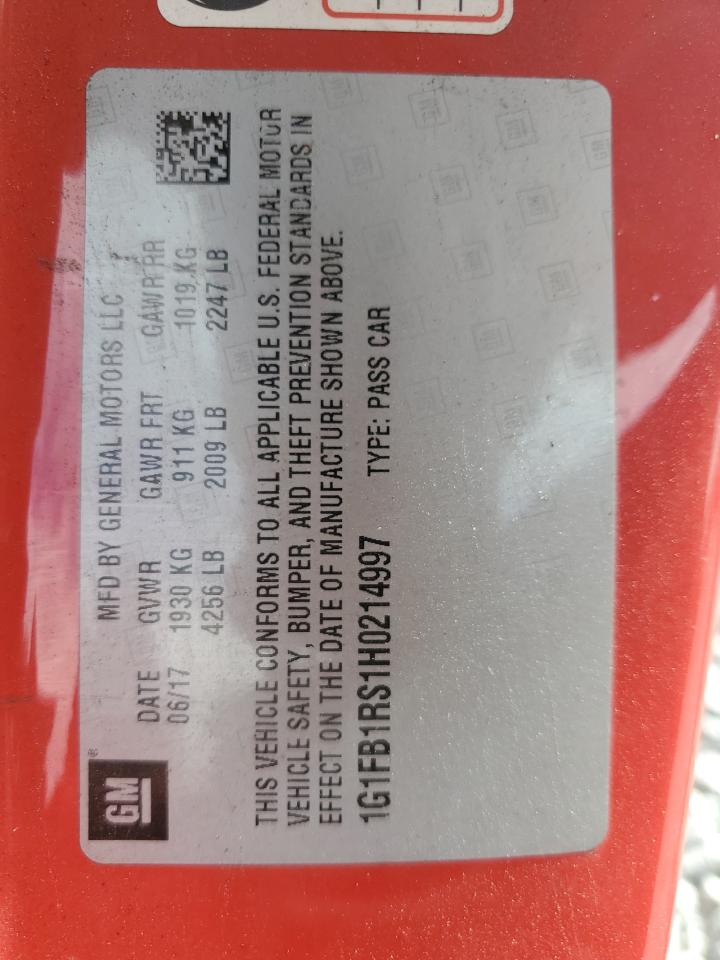 GM®
MFD BY GENERAL MOTORS LLC
DATE GVWR GAWR FRT GAWR RR
06/17 1930 KG 911 KG 1019 KG
4256 LB 2009 LB 2247 LB
THIS VEHICLE CONFORMS TO ALL APPLICABLE U.S. FEDERAL MOTOR
VEHICLE SAFETY, BUMPER, AND THEFT PREVENTION STANDARDS IN
EFFECT ON THE DATE OF MANUFACTURE SHOWN ABOVE.
1G1FB1RS1H0214997 TYPE: PASS CAR